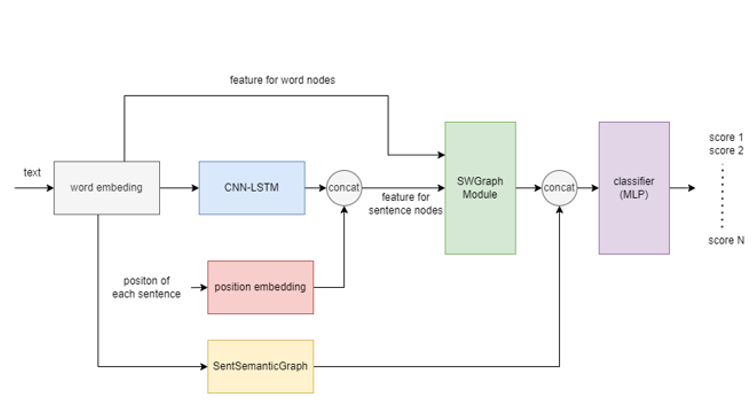 feature for word nodes
text
word embeding
CNN-LSTM
concat
feature for
sentence nodes
SWGraph
Module
concat
classifier
(MLP)
score 1
score 2
score N
positon of
each sentence
position embedding
SentSemanticGraph